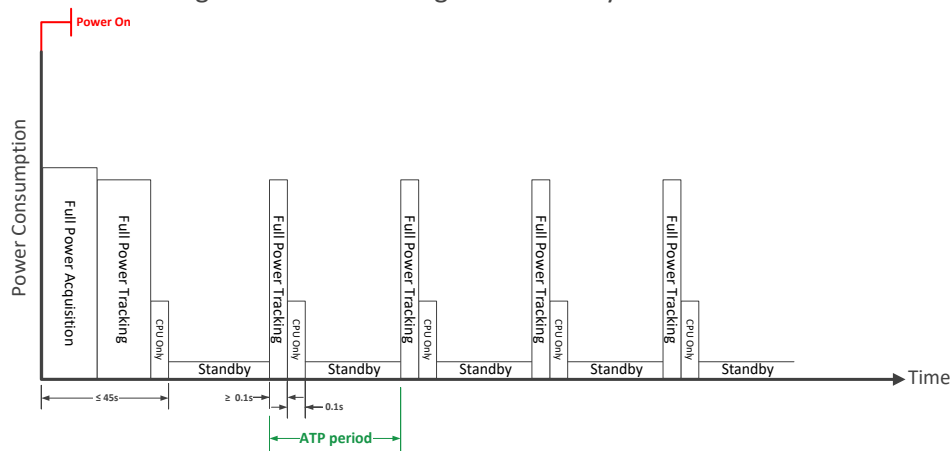 Power On
Power Consumption
Full Power Acquisition
Full Power Tracking
CPU Only
Standby
Full Power Tracking
CPU Only
Standby
Full Power Tracking
CPU Only
Standby
Full Power Tracking
CPU Only
Standby
Full Power Tracking
CPU Only
Standby
Time
≤ 45s
≥ 0.1s
0.1s
ATP period